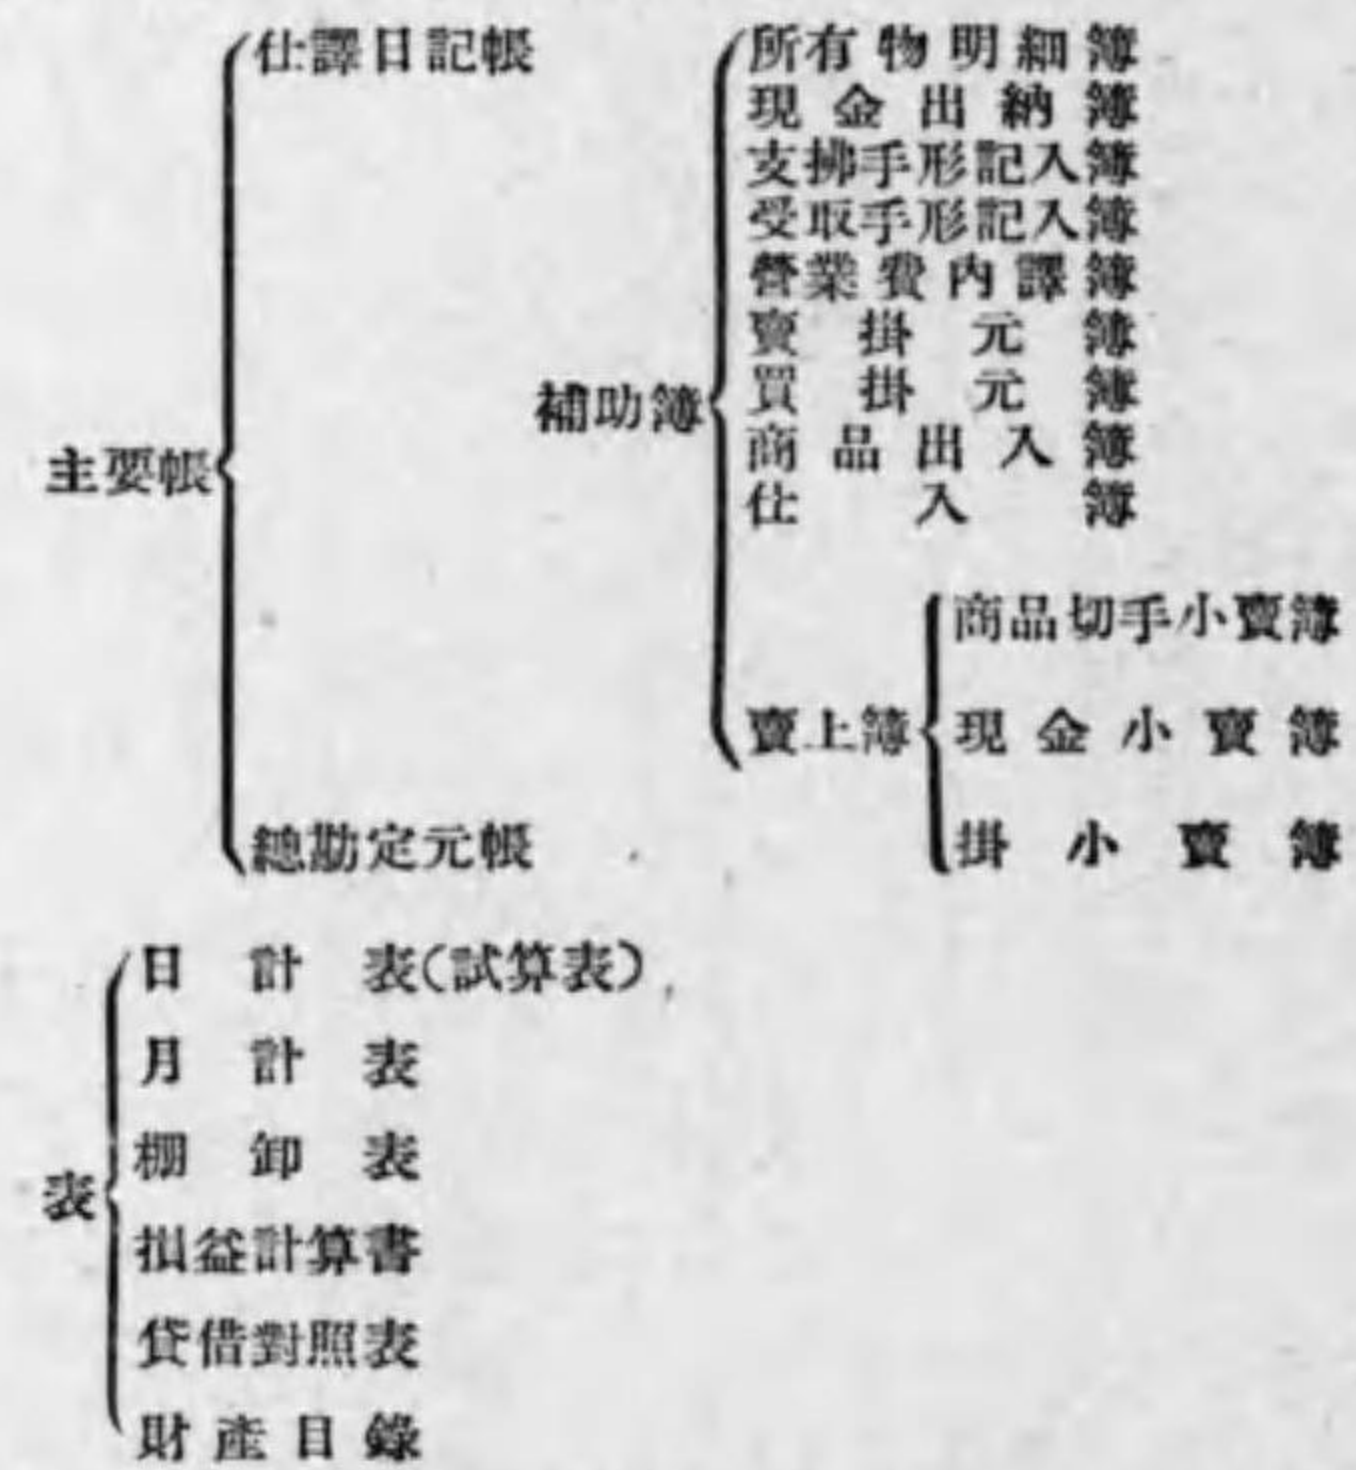 主要帳
仕譯日記帳
總勘定元帳
補助簿
所有物明細簿
現金出納簿
支拂手形記入簿
受取手形記入簿
營業費內譯簿
賣掛元簿
買掛元簿
商品出入簿
仕入簿
賣上簿
商品切手小賣簿
現金小賣簿
掛小賣簿
表
日計表(試算表)
月計表
棚卸表
損益計算書
貸借對照表
財產目錄